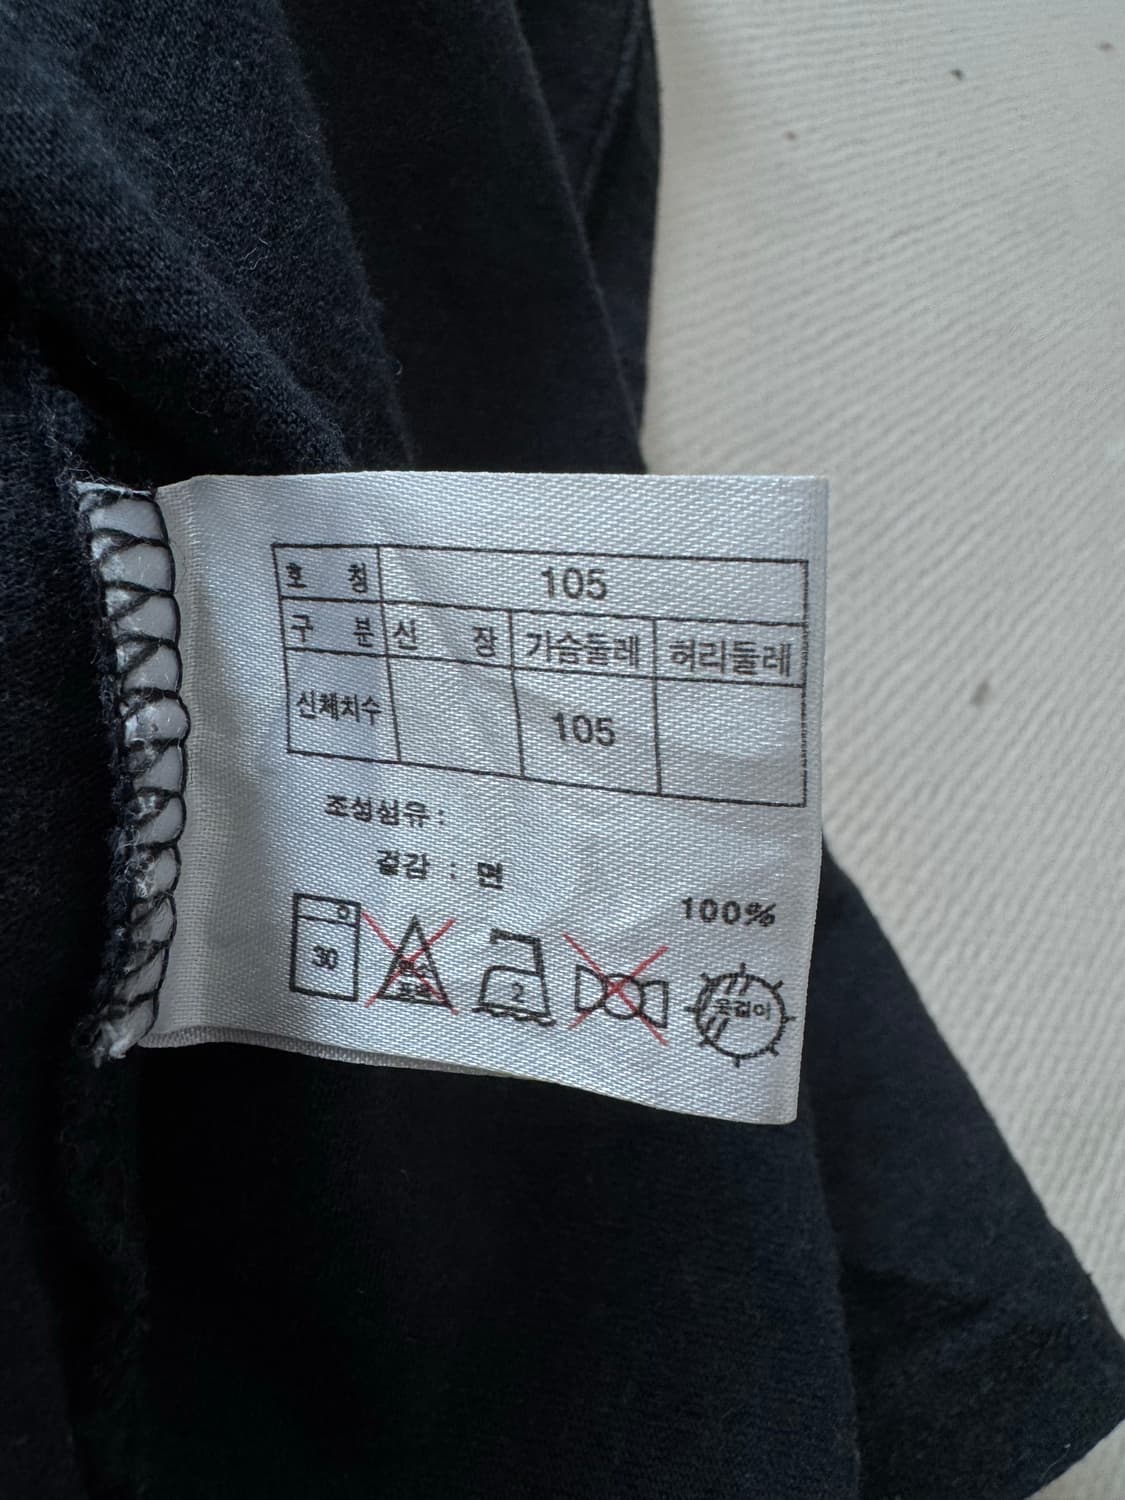 호 칭 105
구 분 신 장 가슴둘레 허리둘레
신체치수 105
조성섬유 :
겉감 : 면
100%
30 2 옷걸이